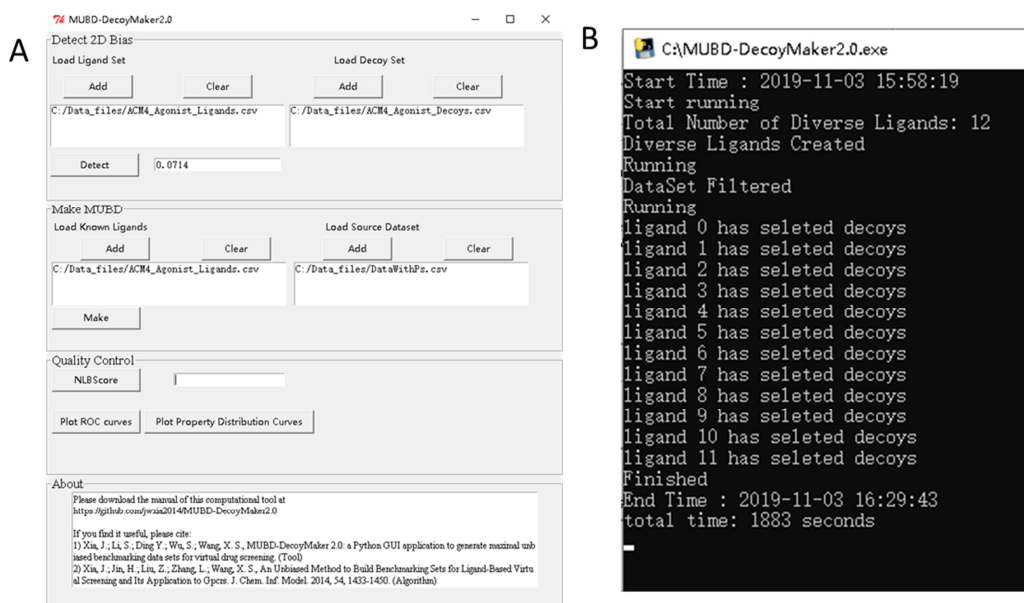 A
MUBD-DecoyMaker2.0
Detect 2D Bias
Load Ligand Set
Load Decoy Set
Add
Clear
Add
Clear
C:/Data_files/ACM4_Agonist_Ligands.csv
C:/Data_files/ACM4_Agonist_Decoys.csv
Detect
0.0714
Make MUBD
Load Known Ligands
Load Source Dataset
Add
Clear
Add
Clear
C:/Data_files/ACM4_Agonist_Ligands.csv
C:/Data_files/DataWithPs.csv
Make
Quality Control
NLBScore
Plot ROC curves
Plot Property Distribution Curves
About
Please download the manual of this computational tool at
https://github.com/jwxia2014/MUBD-DecoyMaker2.0
If you find it useful, please cite:
1) Xia, J.; Li, S.; Ding Y.; Wu, S.; Wang, X. S., MUBD-DecoyMaker 2.0: a Python GUI application to generate maximal unb
iased benchmarking data sets for virtual drug screening. (Tool)
2) Xia, J.; Jin, H.; Liu, Z.; Zhang, L.; Wang, X. S., An Unbiased Method to Build Benchmarking Sets for Ligand-Based Virtu
al Screening and Its Application to Gpcrs. J. Chem. Inf. Model. 2014, 54, 1433-1450. (Algorithm)
B
C:\MUBD-DecoyMaker2.0.exe
Start Time : 2019-11-03 15:58:19
Start running
Total Number of Diverse Ligands: 12
Diverse Ligands Created
Running
DataSet Filtered
Running
ligand 0 has seleted decoys
ligand 1 has seleted decoys
ligand 2 has seleted decoys
ligand 3 has seleted decoys
ligand 4 has seleted decoys
ligand 5 has seleted decoys
ligand 6 has seleted decoys
ligand 7 has seleted decoys
ligand 8 has seleted decoys
ligand 9 has seleted decoys
ligand 10 has seleted decoys
ligand 11 has seleted decoys
Finished
End Time : 2019-11-03 16:29:43
total time: 1883 seconds